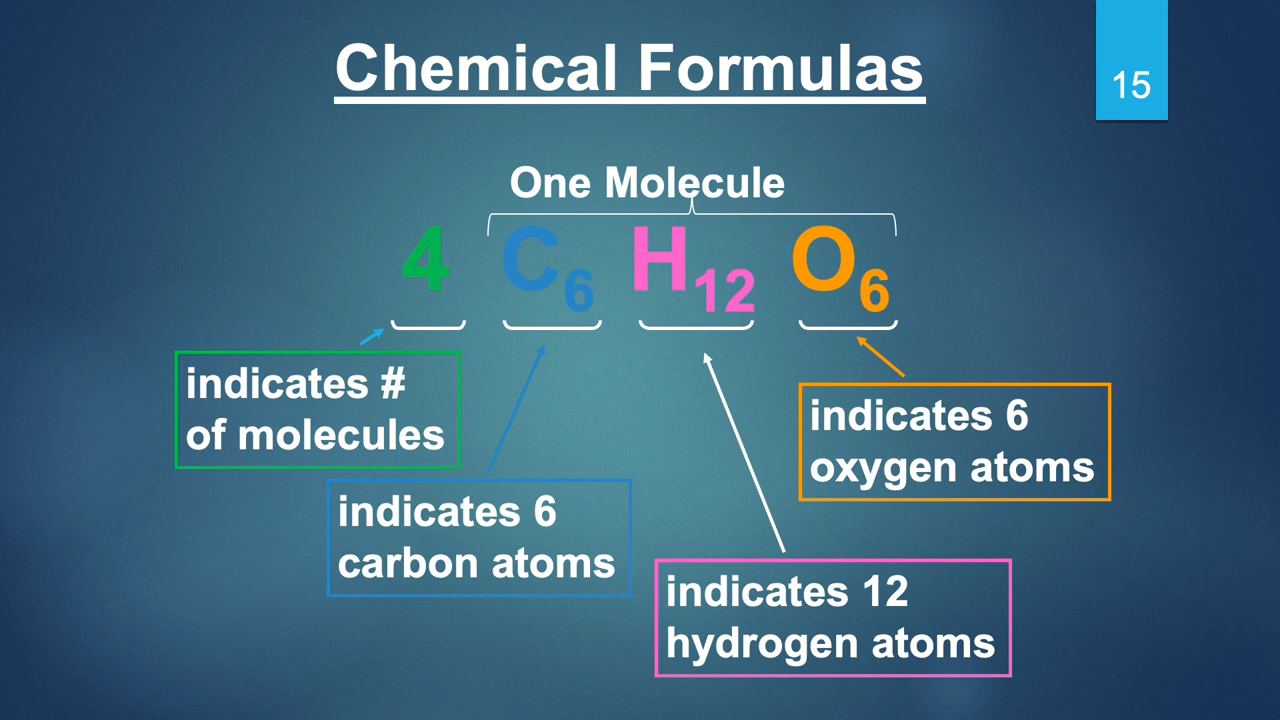 Chemical Formulas
15
One Molecule
4 C₆ H₁₂ O₆
indicates #
of molecules
indicates 6
carbon atoms
indicates 12
hydrogen atoms
indicates 6
oxygen atoms